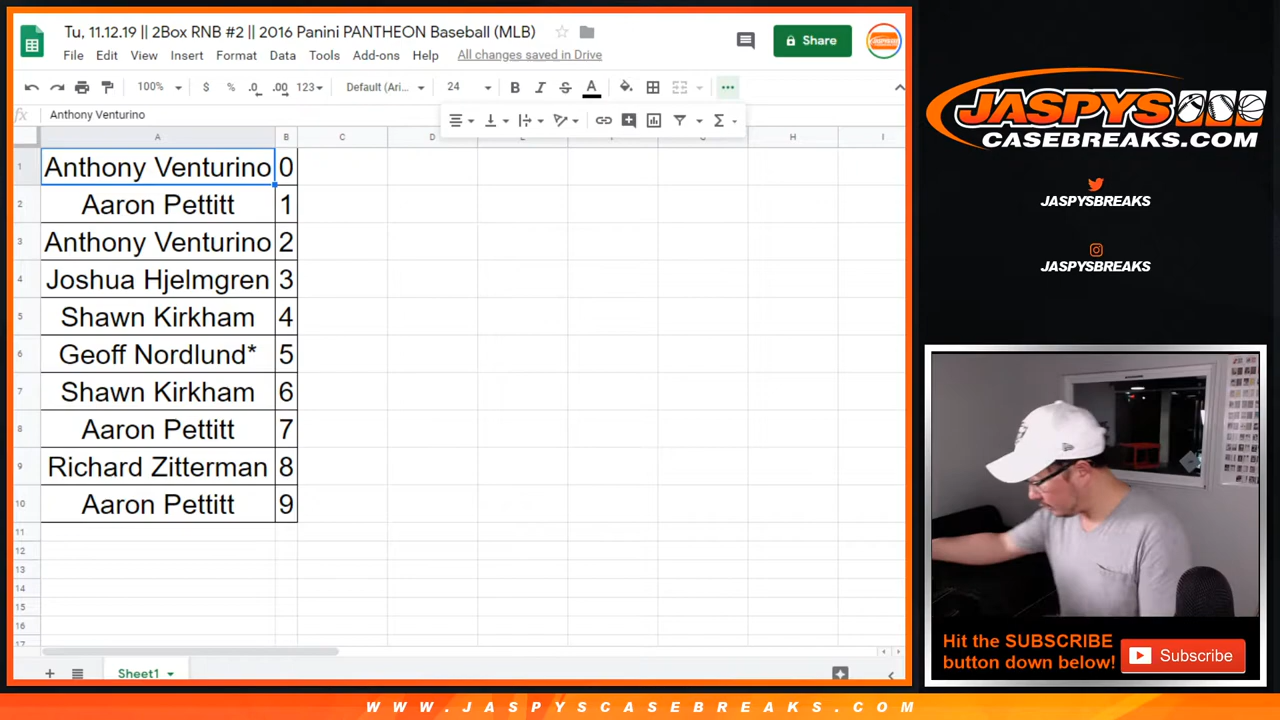 Tu, 11.12.19 || 2Box RNB #2 || 2016 Panini PANTHEON Baseball (MLB)
File Edit View Insert Format Data Tools Add-ons Help All changes saved in Drive
Share
100% $ % .0 .00 123 Default (Ari... 24 B I S A
fx Anthony Venturino
A B C D H I
1 Anthony Venturino 0
2 Aaron Pettitt 1
3 Anthony Venturino 2
4 Joshua Hjelmgren 3
5 Shawn Kirkham 4
6 Geoff Nordlund* 5
7 Shawn Kirkham 6
8 Aaron Pettitt 7
9 Richard Zitterman 8
10 Aaron Pettitt 9
11
12
13
14
15
16
17
Sheet1
JASPYS
CASEBREAKS.COM
JASPYSBREAKS
JASPYSBREAKS
Hit the SUBSCRIBE
button down below!
Subscribe
WWW.JASPYSCASEBREAKS.COM